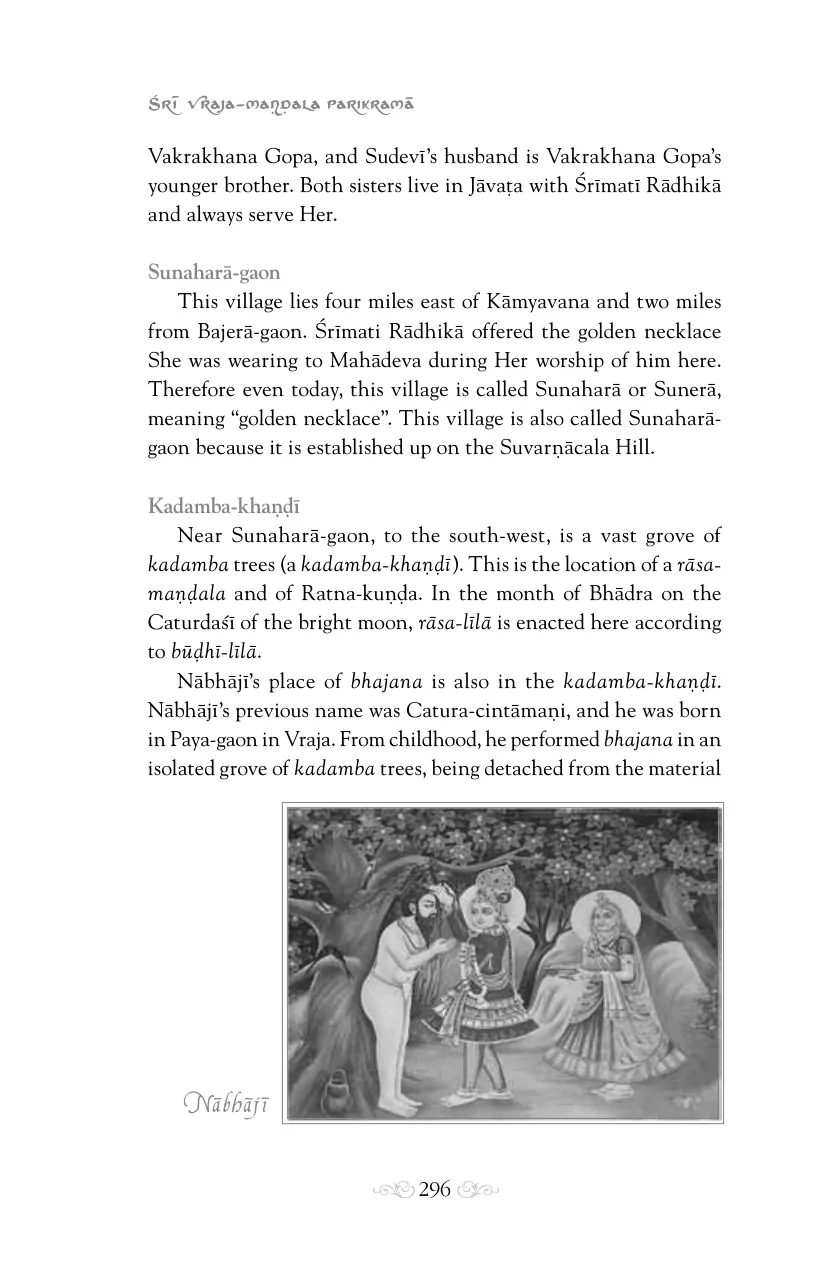 Śrī Vraja-maṇḍala Parikramā
Vakrakhana Gopa, and Sudevī’s husband is Vakrakhana Gopa’s
younger brother. Both sisters live in Jāvaṭa with Śrīmatī Rādhikā
and always serve Her.
Sunaharā-gaon
This village lies four miles east of Kāmyavana and two miles
from Bajerā-gaon. Śrīmati Rādhikā offered the golden necklace
She was wearing to Mahādeva during Her worship of him here.
Therefore even today, this village is called Sunaharā or Sunerā,
meaning “golden necklace”. This village is also called Sunaharā-
gaon because it is established up on the Suvarṇācala Hill.
Kadamba-khaṇḍī
Near Sunaharā-gaon, to the south-west, is a vast grove of
kadamba trees (a kadamba-khaṇḍī). This is the location of a rāsa-
maṇḍala and of Ratna-kuṇḍa. In the month of Bhādra on the
Caturdaśī of the bright moon, rāsa-līlā is enacted here according
to būḍhī-līlā.
Nābhājī’s place of bhajana is also in the kadamba-khaṇḍī.
Nābhājī’s previous name was Catura-cintāmaṇi, and he was born
in Paya-gaon in Vraja. From childhood, he performed bhajana in an
isolated grove of kadamba trees, being detached from the material
Nābhājī
296